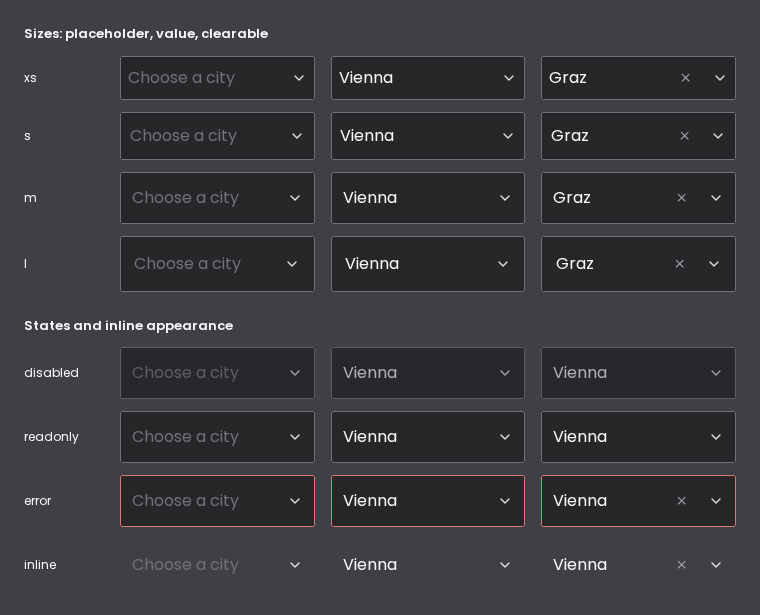 Sizes: placeholder, value, clearable
xs Choose a city Vienna Graz
s Choose a city Vienna Graz
m Choose a city Vienna Graz
l Choose a city Vienna Graz
States and inline appearance
disabled Choose a city Vienna Vienna
readonly Choose a city Vienna Vienna
error Choose a city Vienna Vienna
inline Choose a city Vienna Vienna